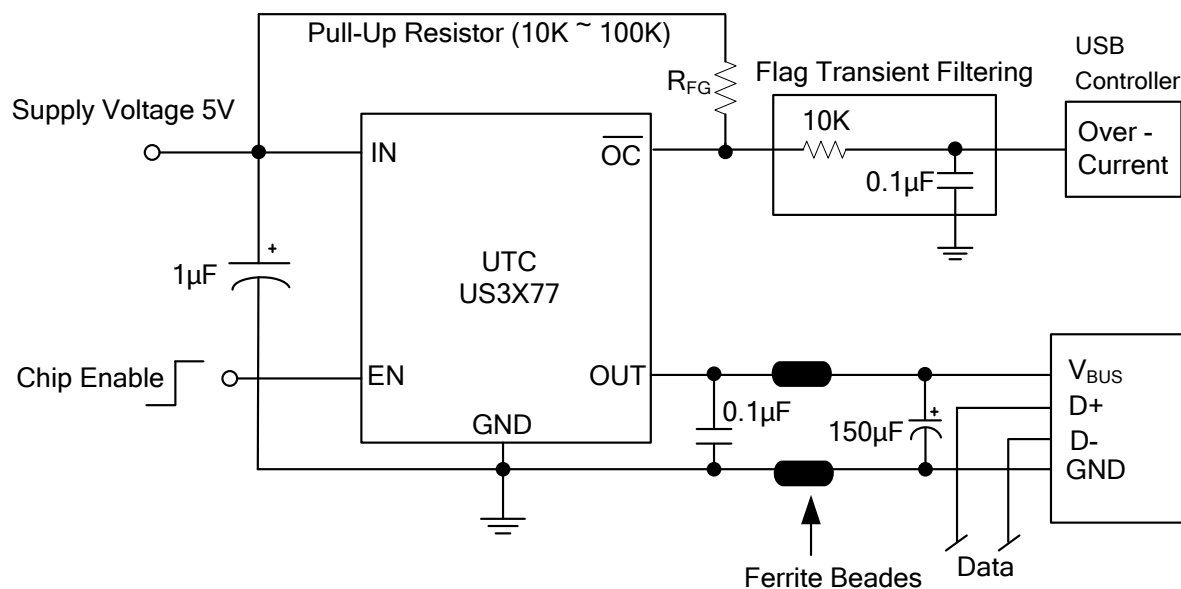 Pull-Up Resistor (10K ~ 100K)
USB
Controller
Flag Transient Filtering
RFG
Supply Voltage 5V
10K
Over -
Current
IN
OC
0.1µF
1µF
UTC
US3X77
Chip Enable
EN
OUT
VBUS
0.1µF
D+
GND
150µF
D-
GND
Data
Ferrite Beades